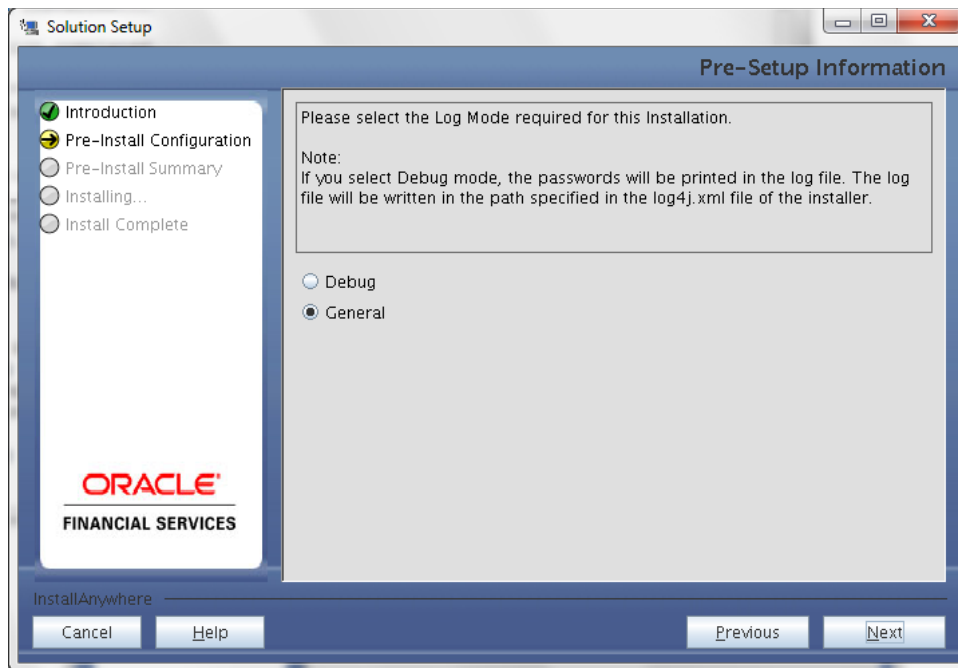 Solution Setup
Pre-Setup Information
Introduction
Pre-Install Configuration
Pre-Install Summary
Installing...
Install Complete
Please select the Log Mode required for this Installation.
Note:
If you select Debug mode, the passwords will be printed in the log file. The log
file will be written in the path specified in the log4j.xml file of the installer.
Debug
General
ORACLE
FINANCIAL SERVICES
InstallAnywhere
Cancel
Help
Previous
Next